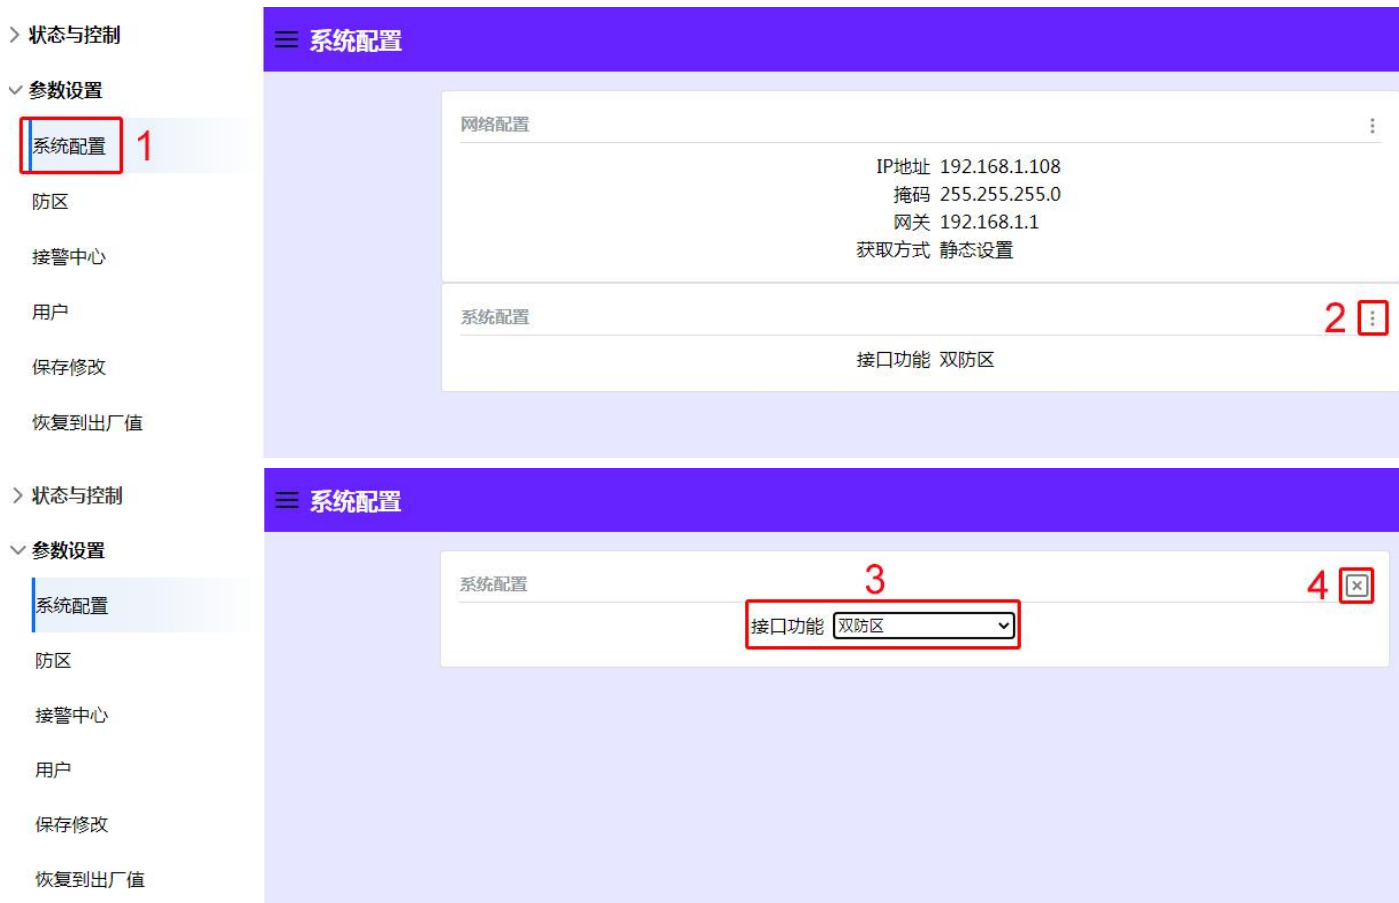 状态与控制
系统配置
参数设置
系统配置 1
防区
接警中心
用户
保存修改
恢复到出厂值
网络配置
IP地址 192.168.1.108
掩码 255.255.255.0
网关 192.168.1.1
获取方式 静态设置
系统配置 2
接口功能 双防区
状态与控制
系统配置
参数设置
系统配置
防区
接警中心
用户
保存修改
恢复到出厂值
系统配置 3 4
接口功能 双防区